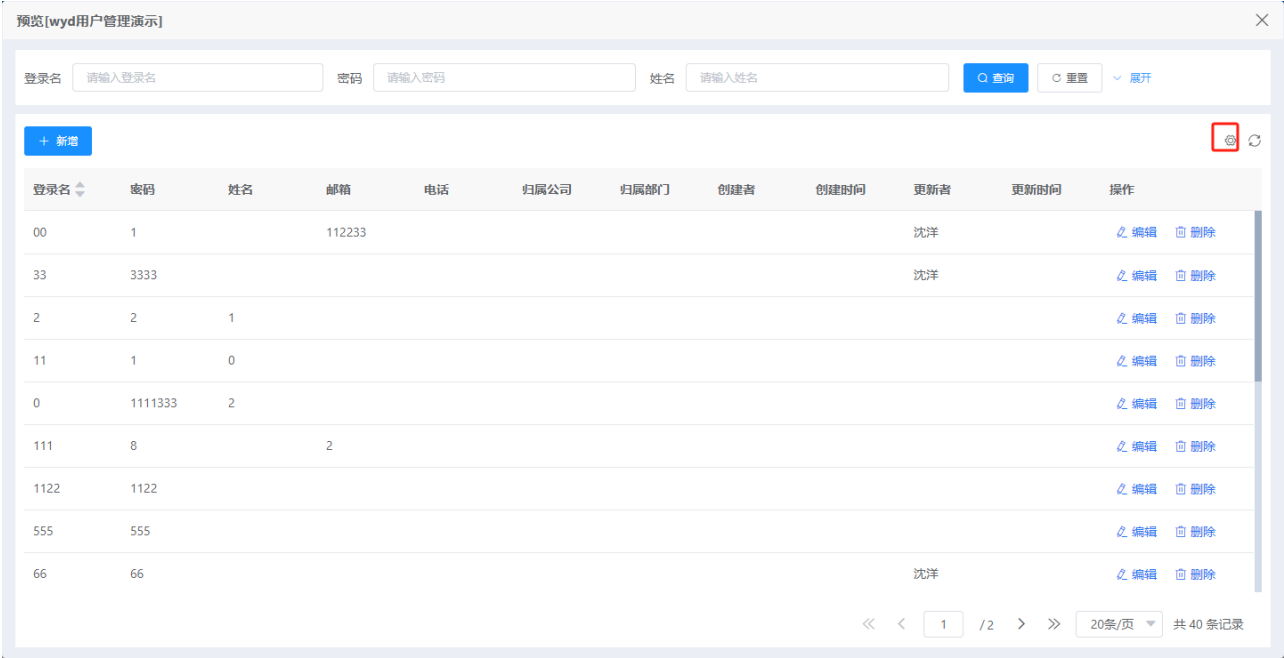 预览[wyd用户管理演示]
登录名 请输入登录名 密码 请输入密码 姓名 请输入姓名 查询 重置 展开
新增
登录名 密码 姓名 邮箱 电话 归属公司 归属部门 创建者 创建时间 更新者 更新时间 操作
00 1 112233 沈洋 编辑 删除
33 3333 沈洋 编辑 删除
2 2 1 编辑 删除
11 1 0 编辑 删除
0 1111333 2 编辑 删除
111 8 2 编辑 删除
1122 1122 编辑 删除
555 555 编辑 删除
66 66 沈洋 编辑 删除
1 / 2 20条/页 共 40 条记录